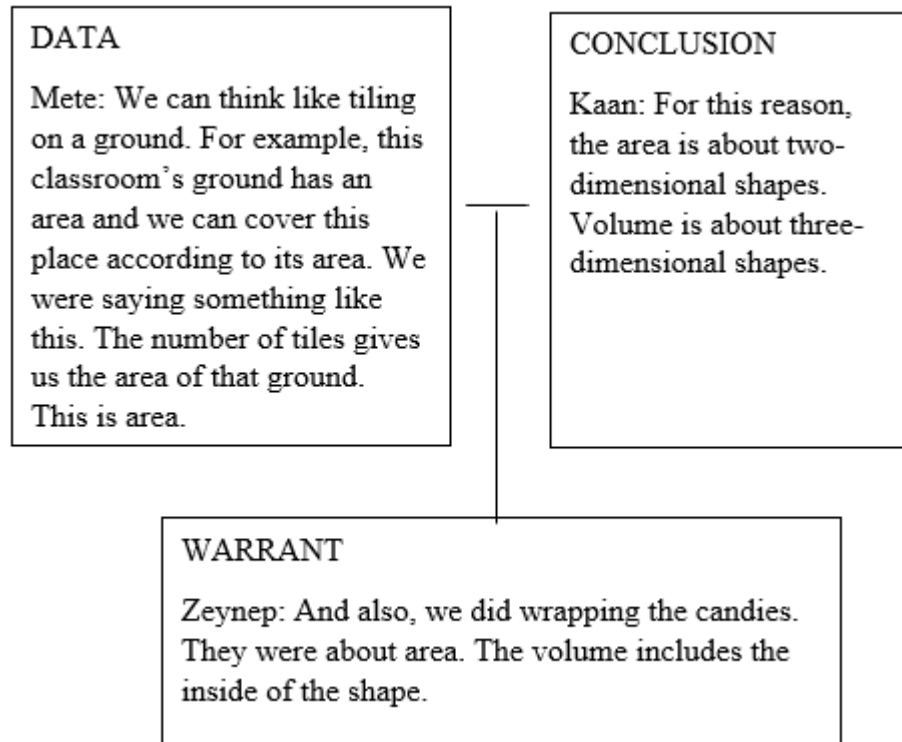 DATA
Mete: We can think like tiling
on a ground. For example, this
classroom’s ground has an
area and we can cover this
place according to its area. We
were saying something like
this. The number of tiles gives
us the area of that ground.
This is area.
CONCLUSION
Kaan: For this reason,
the area is about two-
dimensional shapes.
Volume is about three-
dimensional shapes.
WARRANT
Zeynep: And also, we did wrapping the candies.
They were about area. The volume includes the
inside of the shape.